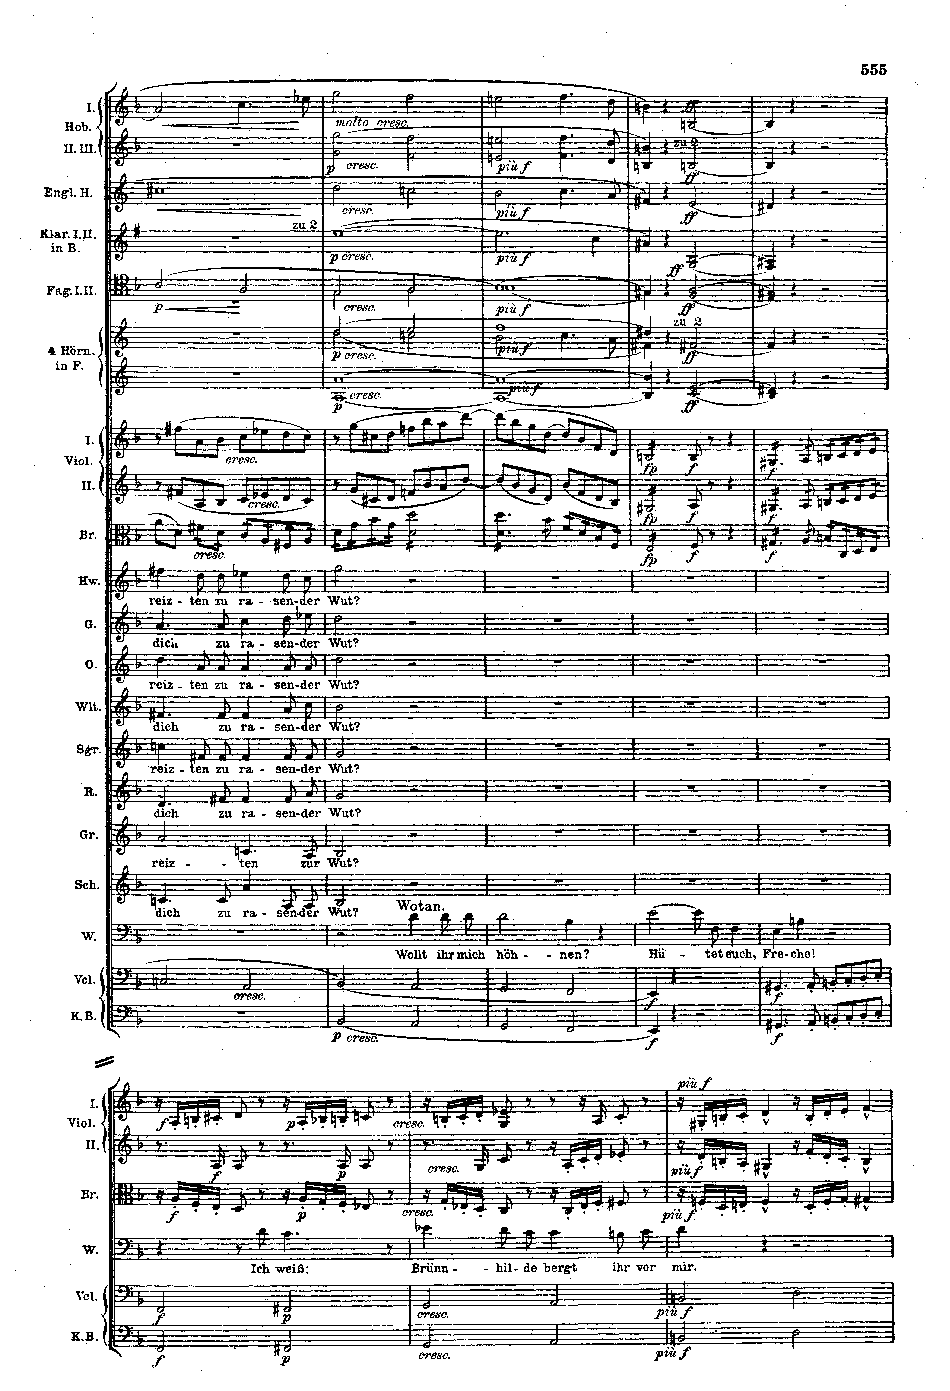 555
I.
Hob.
molto cresc.
II. III.
p cresc. più f zu 2 ff
Engl. H.
cresc. più f ff
Klar. I.II.
in B.
zu 2
p cresc. più f ff
Fag. I.II.
p cresc. più f ff
zu 2
4 Hörn.
in F.
p cresc. più f ff
p cresc. più f ff
I.
Viol.
cresc. fp f f
II.
cresc. fp f f
Br.
cresc. fp f f
Hw.
reiz - ten zu ra - sen-der Wut?
G.
dich zu ra - sen-der Wut?
O.
reiz - ten zu ra - sen-der Wut?
Wlt.
dich zu ra - sen-der Wut?
Sgr.
reiz - ten zu ra - sen-der Wut?
R.
dich zu ra - sen-der Wut?
Gr.
reiz - - ten zur Wut?
Sch.
dich zu ra - sen-der Wut?
Wotan.
W.
Wollt ihr mich höh - - nen? Hü - tet euch, Fre-che!
Vcl.
cresc. f f
K.B.
p cresc. f f
più f
I.
Viol.
f p cresc.
II.
f p cresc. più f
Br.
f p cresc. più f
W.
Ich weiß: Brünn - - hil - de bergt ihr vor mir.
Vcl.
f p cresc. più f
K.B.
f p cresc. più f